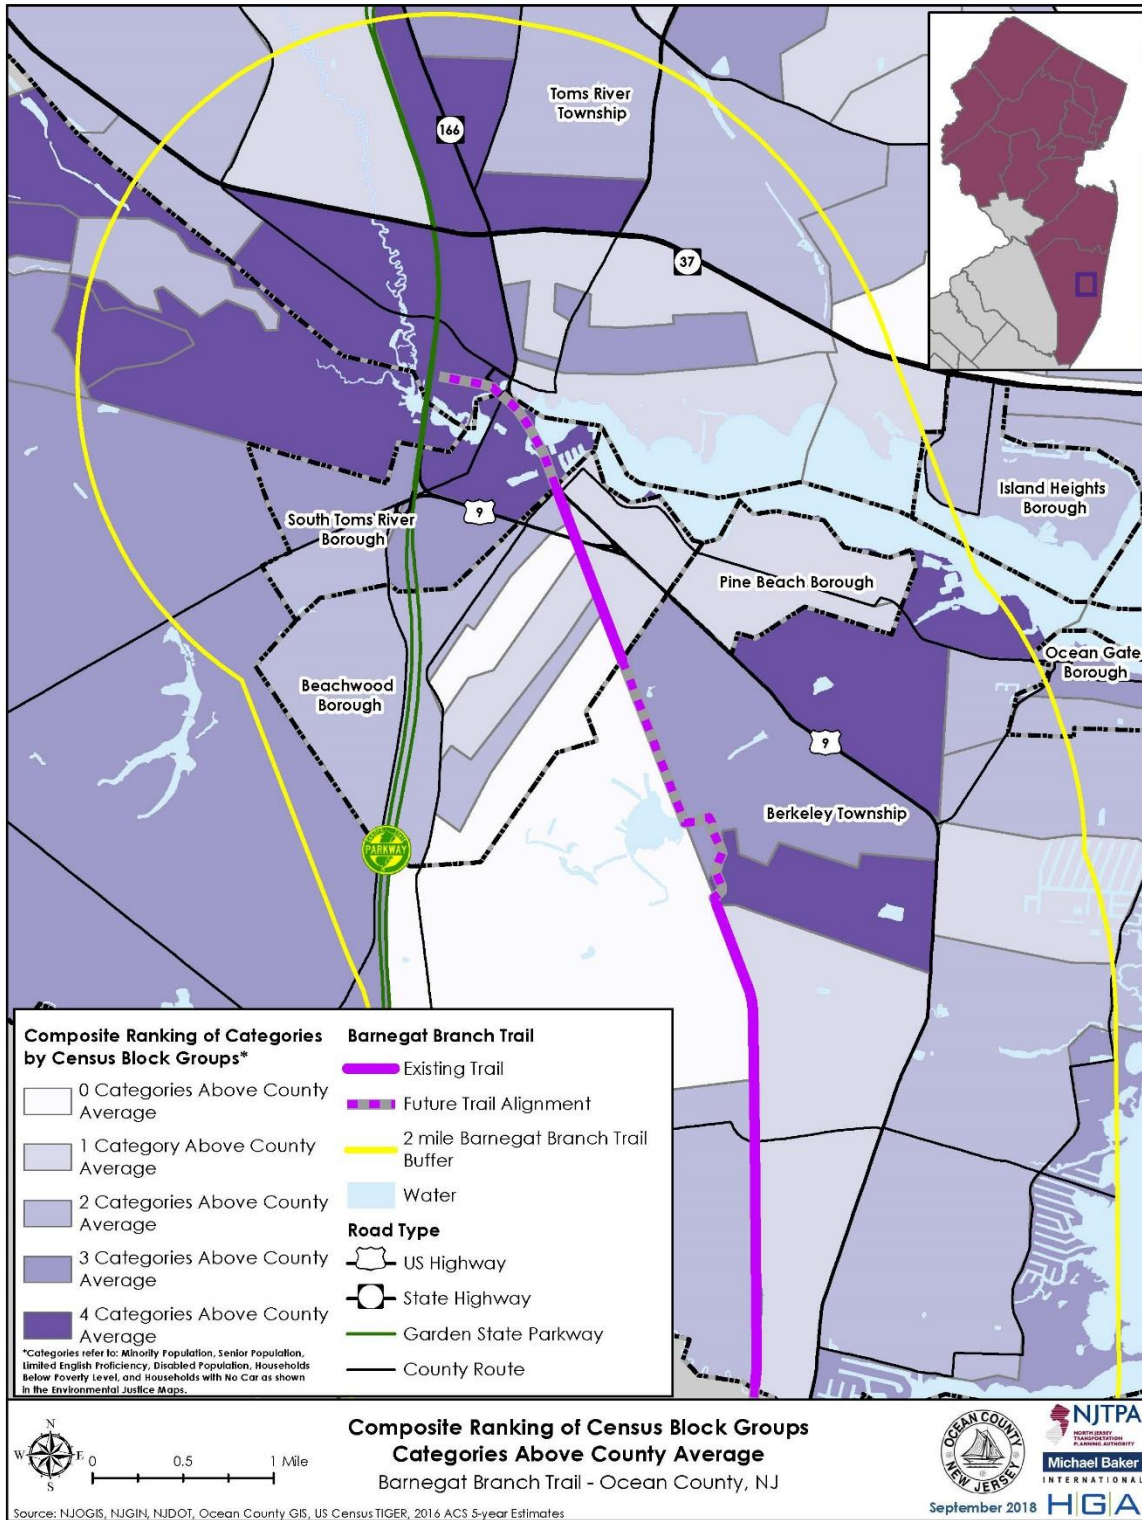 Toms River
Township
166
37
Island Heights
Borough
South Toms River
Borough
9
Pine Beach Borough
Ocean Gate
Borough
Beachwood
Borough
9
Berkeley Township
PARKWAY
Composite Ranking of Categories
by Census Block Groups*
0 Categories Above County
Average
1 Category Above County
Average
2 Categories Above County
Average
3 Categories Above County
Average
4 Categories Above County
Average
*Categories refer to: Minority Population, Senior Population,
Limited English Proficiency, Disabled Population, Households
Below Poverty Level, and Households with No Car as shown
in the Environmental Justice Maps.
Barnegat Branch Trail
Existing Trail
Future Trail Alignment
2 mile Barnegat Branch Trail
Buffer
Water
Road Type
US Highway
State Highway
Garden State Parkway
County Route
N
W E
S
0 0.5 1 Mile
Composite Ranking of Census Block Groups
Categories Above County Average
Barnegat Branch Trail - Ocean County, NJ
OCEAN COUNTY
NEW JERSEY
September 2018
NJTPA
NORTH JERSEY
TRANSPORTATION
PLANNING AUTHORITY
Michael Baker
INTERNATIONAL
H|G|A
Source: NJOGIS, NJGIN, NJDOT, Ocean County GIS, US Census TIGER, 2016 ACS 5-year Estimates